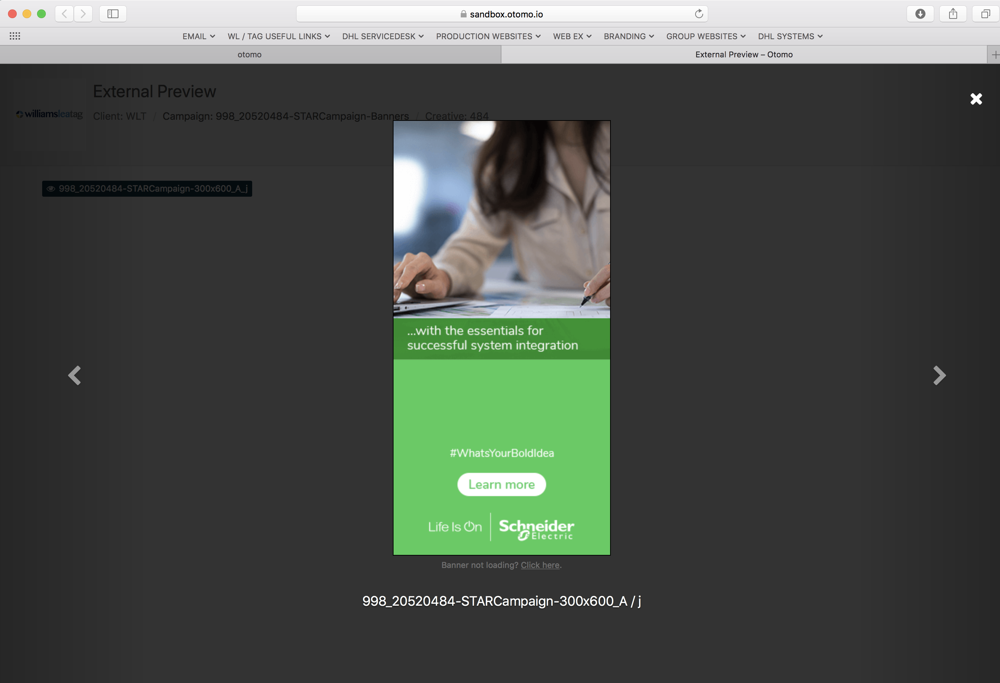 sandbox.otomo.io
EMAIL WL / TAG USEFUL LINKS DHL SERVICEDESK PRODUCTION WEBSITES WEB EX BRANDING GROUP WEBSITES DHL SYSTEMS
otomo External Preview – Otomo
External Preview
williamsleatag Client: WLT / Campaign: 998_20520484-STARCampaign-Banners / Creative: 484
998_20520484-STARCampaign-300x600_A_j
...with the essentials for
successful system integration
#WhatsYourBoldIdea
Learn more
Life Is On Schneider
Electric
Banner not loading? Click here.
998_20520484-STARCampaign-300x600_A / j